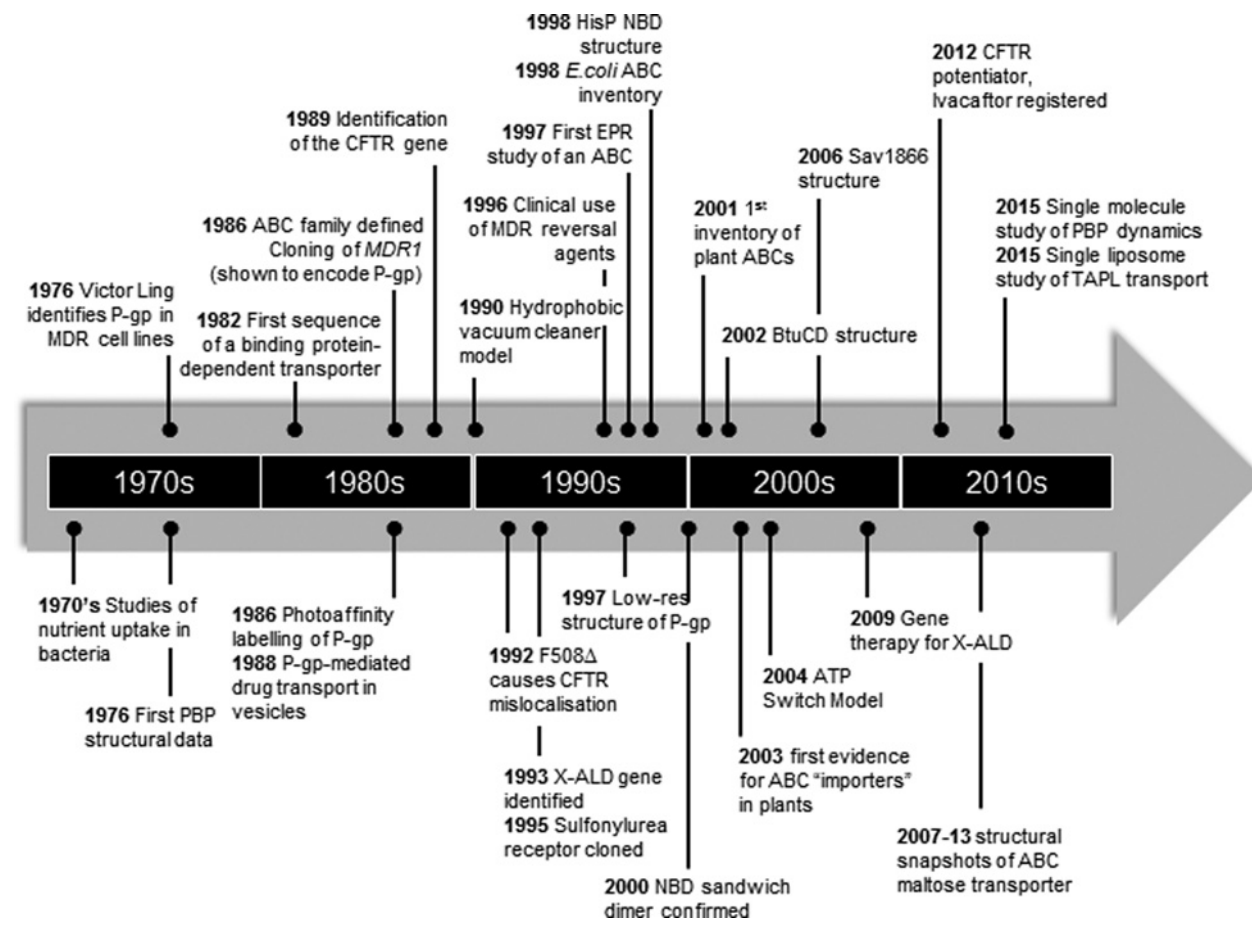 1998 HisP NBD
structure
1998 E.coli ABC
inventory
2012 CFTR
potentiator,
Ivacaftor registered
1989 Identification
of the CFTR gene
1997 First EPR
study of an ABC
2006 Sav1866
structure
1986 ABC family defined
Cloning of MDR1
(shown to encode P-gp)
1996 Clinical use
of MDR reversal
agents
2001 1st
inventory of
plant ABCs
2015 Single molecule
study of PBP dynamics
2015 Single liposome
study of TAPL transport
1976 Victor Ling
identifies P-gp in
MDR cell lines
1982 First sequence
of a binding protein-
dependent transporter
1990 Hydrophobic
vacuum cleaner
model
2002 BtuCD structure
1970s
1980s
1990s
2000s
2010s
1970's Studies of
nutrient uptake in
bacteria
1976 First PBP
structural data
1986 Photoaffinity
labelling of P-gp
1988 P-gp-mediated
drug transport in
vesicles
1997 Low-res
structure of P-gp
1992 F508Δ
causes CFTR
mislocalisation
1993 X-ALD gene
identified
1995 Sulfonylurea
receptor cloned
2000 NBD sandwich
dimer confirmed
2003 first evidence
for ABC “importers”
in plants
2004 ATP
Switch Model
2009 Gene
therapy for X-ALD
2007-13 structural
snapshots of ABC
maltose transporter